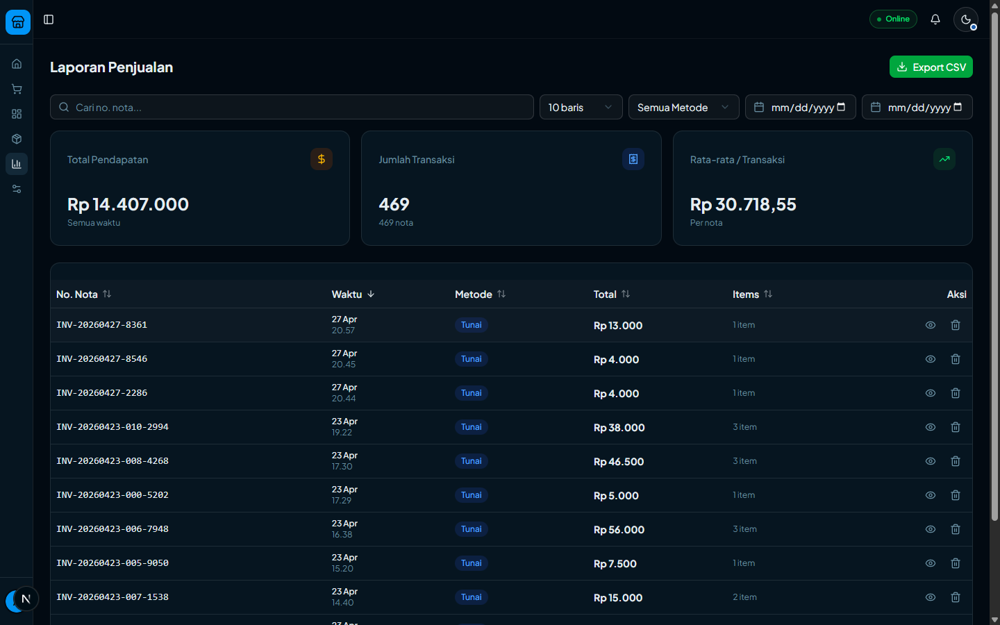 Online
Laporan Penjualan
Export CSV
Cari no. nota...
10 baris
Semua Metode
mm/dd/yyyy
mm/dd/yyyy
Total Pendapatan
Rp 14.407.000
Semua waktu
Jumlah Transaksi
469
469 nota
Rata-rata / Transaksi
Rp 30.718,55
Per nota
No. Nota Waktu Metode Total Items Aksi
INV-20260427-8361 27 Apr 20.57 Tunai Rp 13.000 1 item
INV-20260427-8546 27 Apr 20.45 Tunai Rp 4.000 1 item
INV-20260427-2286 27 Apr 20.44 Tunai Rp 4.000 1 item
INV-20260423-010-2994 23 Apr 19.22 Tunai Rp 38.000 3 item
INV-20260423-008-4268 23 Apr 17.30 Tunai Rp 46.500 3 item
INV-20260423-000-5202 23 Apr 17.29 Tunai Rp 5.000 1 item
INV-20260423-006-7948 23 Apr 16.38 Tunai Rp 56.000 3 item
INV-20260423-005-9050 23 Apr 15.20 Tunai Rp 7.500 1 item
INV-20260423-007-1538 23 Apr 14.40 Tunai Rp 15.000 2 item
N